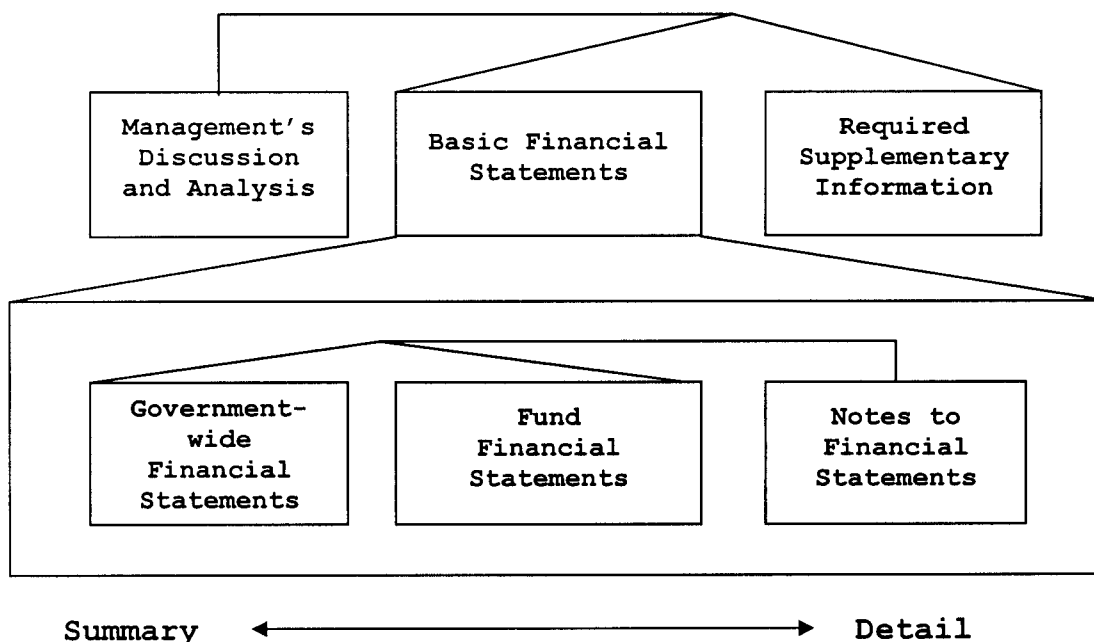 Management's
Discussion
and Analysis
Basic Financial
Statements
Required
Supplementary
Information
Government-
wide
Financial
Statements
Fund
Financial
Statements
Notes to
Financial
Statements
Summary
Detail